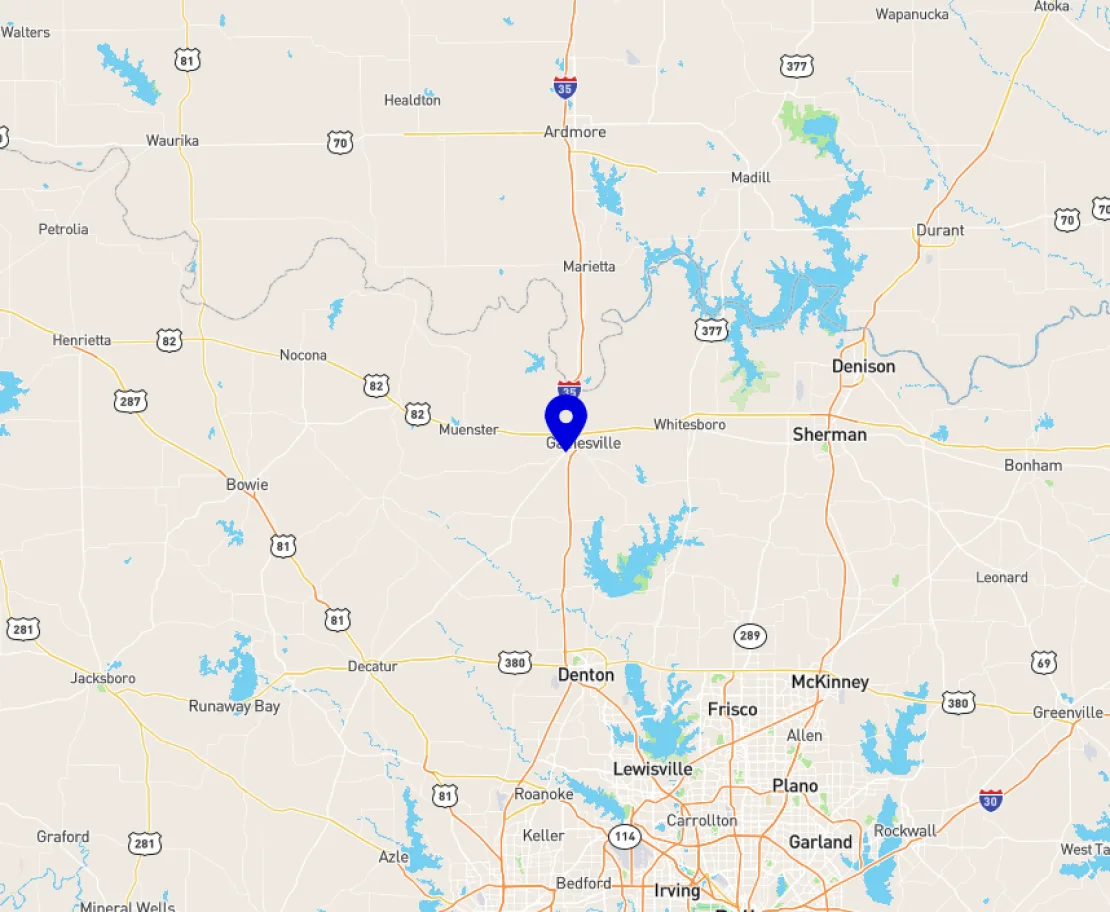 Wapanucka
Atoka
Walters
81
377
35
Healdton
Ardmore
Waurika
70
Madill
70
70
Petrolia
Durant
Marietta
377
Henrietta
82
Nocona
Denison
82
35
287
82
Muenster
Whitesboro
Sherman
Gainesville
Bonham
Bowie
81
Leonard
81
281
289
380
69
Decatur
Denton
Jacksboro
McKinney
Runaway Bay
Frisco
380
Greenville
Allen
Lewisville
Plano
Roanoke
81
30
Carrollton
Rockwall
Graford
Keller
114
Garland
281
Azle
West Ta
Bedford
Irving
Mineral Wells